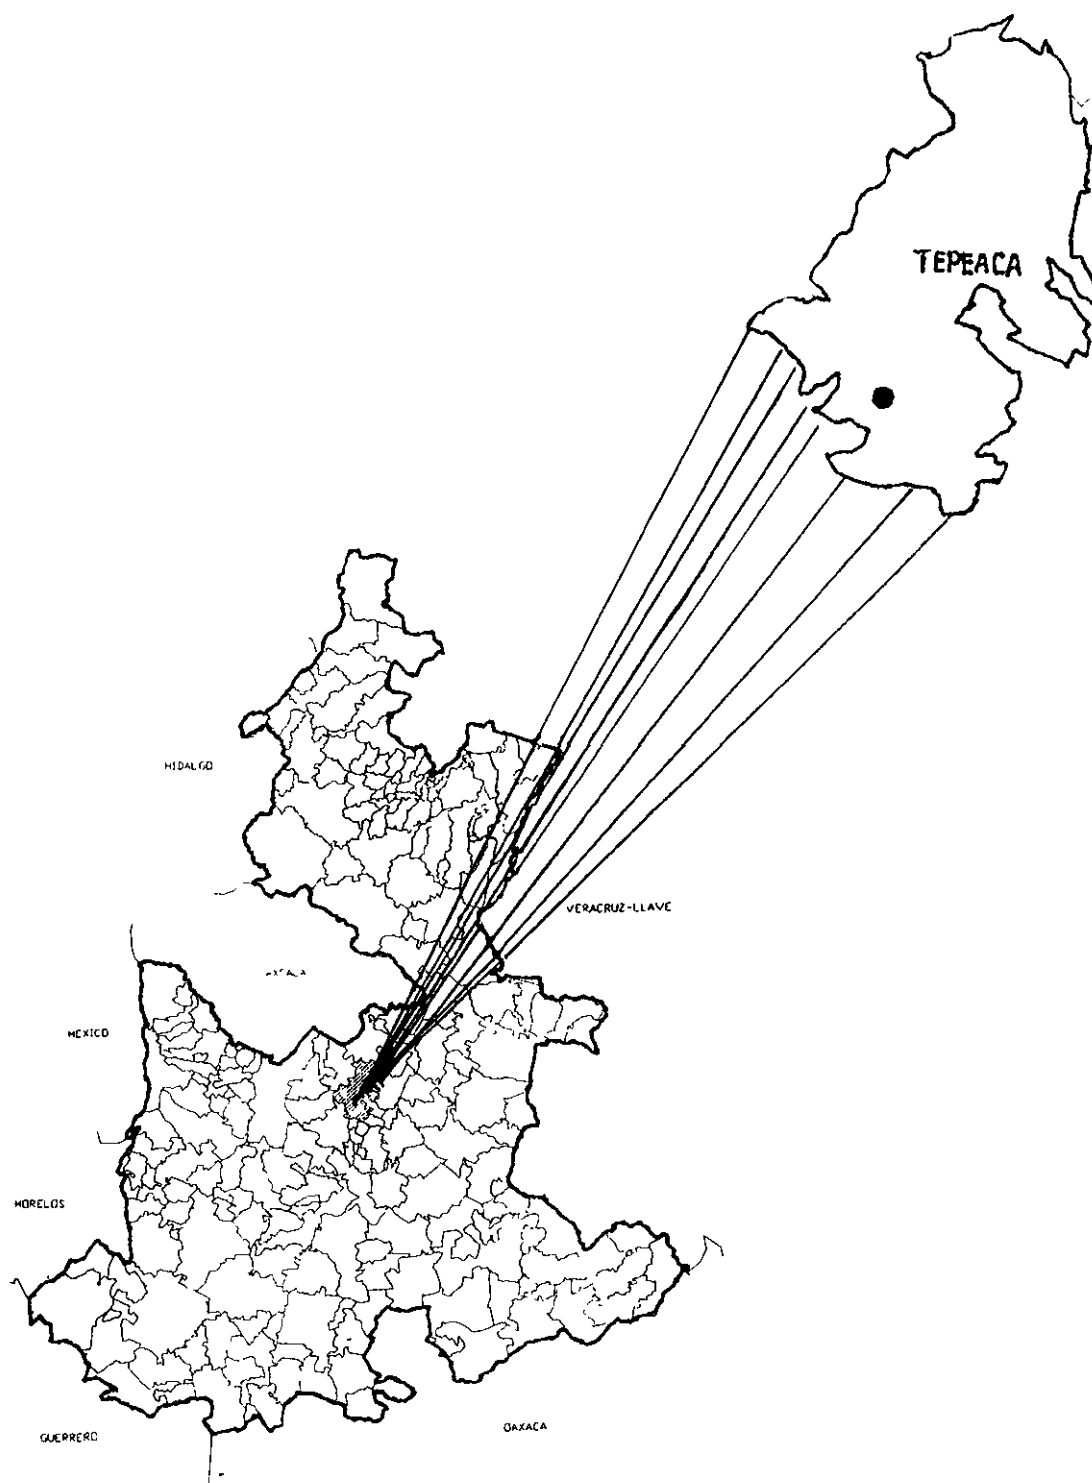 TEPEACA
HIDALGO
VERACRUZ-LLAVE
MEXICO
MORELOS
GUERRERO
OAXACA